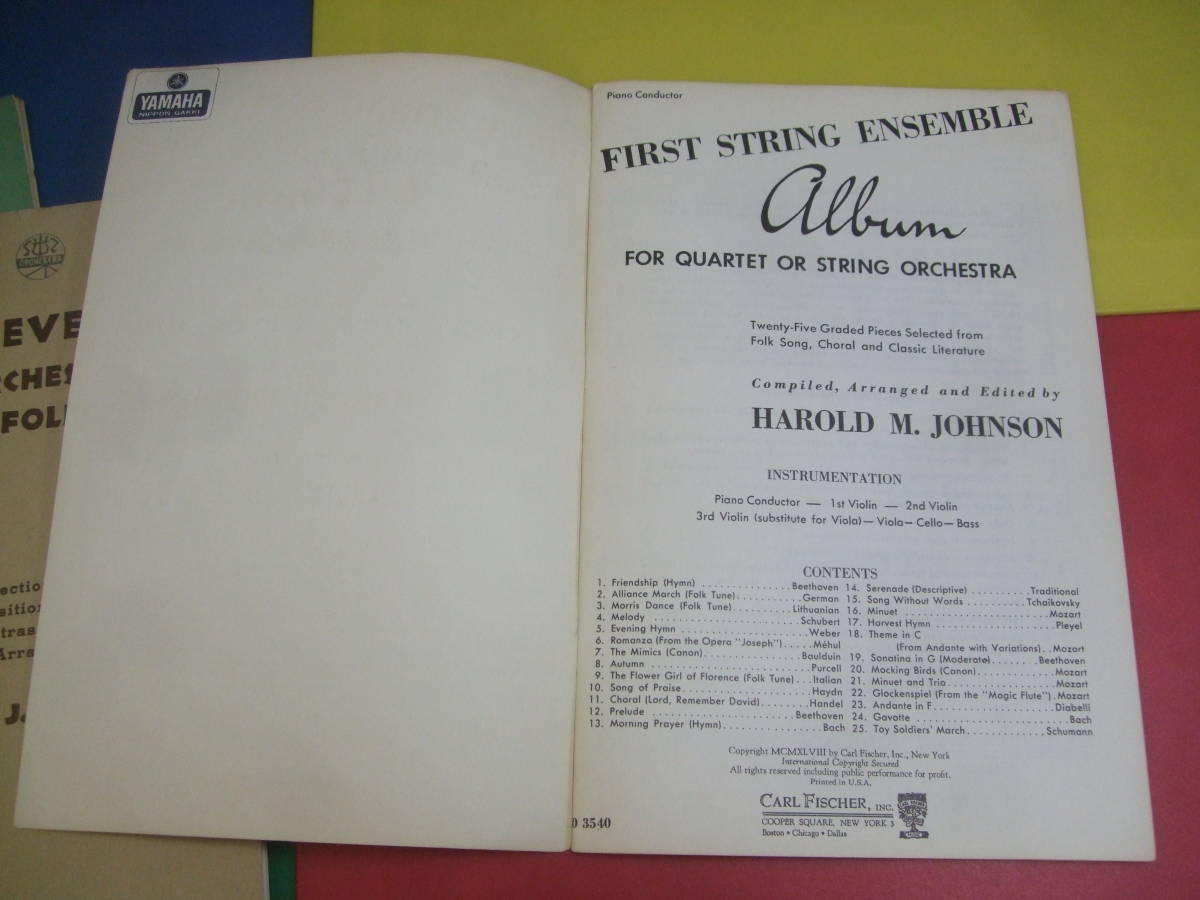 YAMAHA
NIPPON GAKKI
ORCHESTRA
EVE
RCHES
FOL
J.
Piano Conductor
FIRST STRING ENSEMBLE
Album
FOR QUARTET OR STRING ORCHESTRA
Twenty-Five Graded Pieces Selected from
Folk Song, Choral and Classic Literature
Compiled, Arranged and Edited by
HAROLD M. JOHNSON
INSTRUMENTATION
Piano Conductor — 1st Violin — 2nd Violin
3rd Violin (substitute for Viola) — Viola — Cello — Bass
CONTENTS
1. Friendship (Hymn) .............. Beethoven
2. Alliance March (Folk Tune) ........... German
3. Morris Dance (Folk Tune) .......... Lithuanian
4. Melody ......................... Schubert
5. Evening Hymn ..................... Weber
6. Romanza (From the Opera "Joseph") ..... Méhul
7. The Mimics (Canon) ............... Baulduin
8. Autumn ......................... Purcell
9. The Flower Girl of Florence (Folk Tune) ... Italian
10. Song of Praise .................... Haydn
11. Choral (Lord, Remember David) ....... Handel
12. Prelude ...................... Beethoven
13. Morning Prayer (Hymn) ............... Bach
14. Serenade (Descriptive) .......... Traditional
15. Song Without Words .......... Tchaikovsky
16. Minuet ......................... Mozart
17. Harvest Hymn .................... Pleyel
18. Theme in C
(From Andante with Variations) .. Mozart
19. Sonatina in G (Moderato) ........ Beethoven
20. Mocking Birds (Canon) ............. Mozart
21. Minuet and Trio ................... Mozart
22. Glockenspiel (From the "Magic Flute") . Mozart
23. Andante in F ..................... Diabelli
24. Gavotte .......................... Bach
25. Toy Soldiers' March ............. Schumann
Copyright MCMXLVIII by Carl Fischer, Inc., New York
International Copyright Secured
All rights reserved including public performance for profit.
Printed in U.S.A.
CARL FISCHER, INC.
COOPER SQUARE, NEW YORK 3
Boston • Chicago • Dallas
O 3540